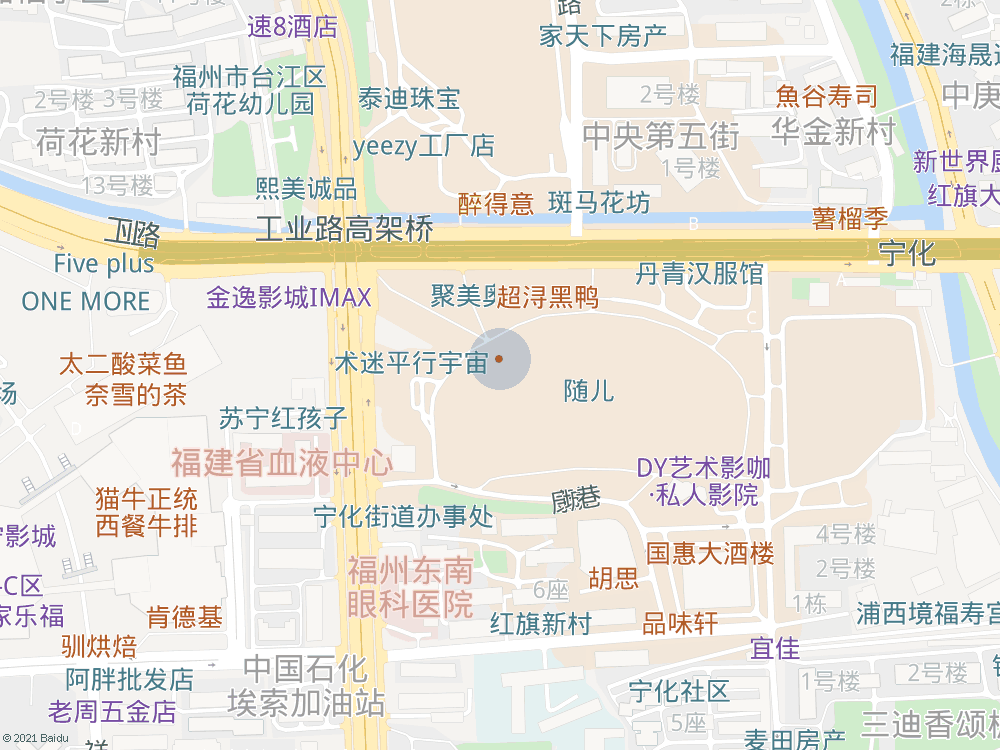 速8酒店
路
家天下房产
福建海晟
福州市台江区
荷花幼儿园
2号楼
3号楼
泰迪珠宝
2号楼
魚谷寿司
中庚
荷花新村
yeezy工厂店
中央第五街
华金新村
1号楼
新世界
13号楼
熙美诚品
醉得意
斑马花坊
红旗大
薯榴季
B
工业路高架桥
宁化
Five plus
ONE MORE
丹青汉服馆
A
金逸影城IMAX
聚美
超浔黑鸭
C
太二酸菜鱼
奈雪的茶
术迷平行宇宙
场
随儿
苏宁红孩子
D
福建省血液中心
DY艺术影咖
·私人影院
猫牛正统
西餐牛排
宁化街道办事处
影城
国惠大酒楼
4号楼
2号楼
福州东南
眼科医院
胡思
6座
-C区
家乐福
肯德基
红旗新村
品味轩
1栋
浦西境福寿宫
驯烘焙
宜佳
中国石化
埃索加油站
阿胖批发店
老周五金店
宁化社区
5座
1号楼
2号楼
三迪香颂
麦田房产
© 2021 Baidu